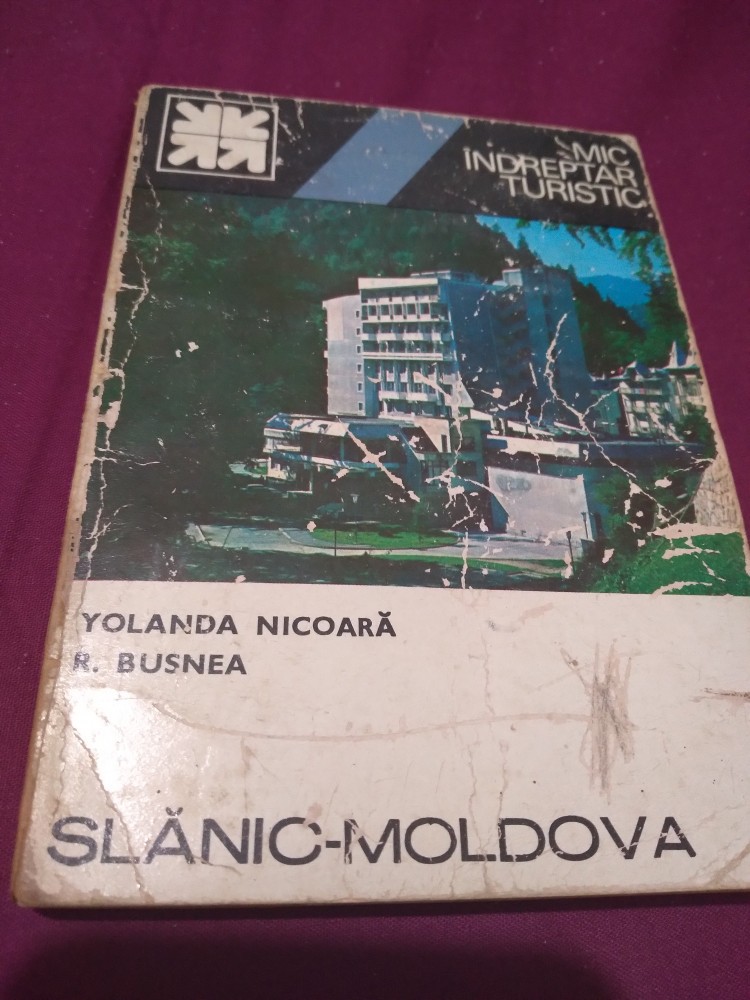 MIC
ÎNDREPTAR
TURISTIC
YOLANDA NICOARĂ
R. BUSNEA
SLĂNIC-MOLDOVA